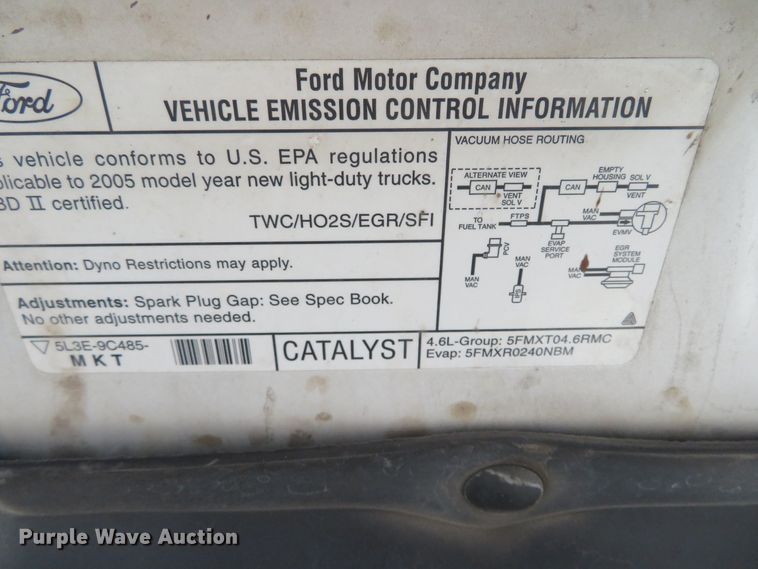 Ford
Ford Motor Company
VEHICLE EMISSION CONTROL INFORMATION
s vehicle conforms to U.S. EPA regulations
plicable to 2005 model year new light-duty trucks.
BD II certified.
TWC/HO2S/EGR/SFI
Attention: Dyno Restrictions may apply.
Adjustments: Spark Plug Gap: See Spec Book.
No other adjustments needed.
VACUUM HOSE ROUTING
ALTERNATE VIEW
CAN
VENT
SOL V
CAN
EMPTY
HOUSING
SOL V
VENT
TO
FUEL TANK
FTPS
MAN
VAC
EVMV
EVAP
SERVICE
PORT
PCV
MAN
VAC
MAN
VAC
MAN
VAC
EGR
SYSTEM
MODULE
5L3E-9C485-
MKT
CATALYST
4.6L-Group: 5FMXT04.6RMC
Evap: 5FMXR0240NBM
Purple Wave Auction